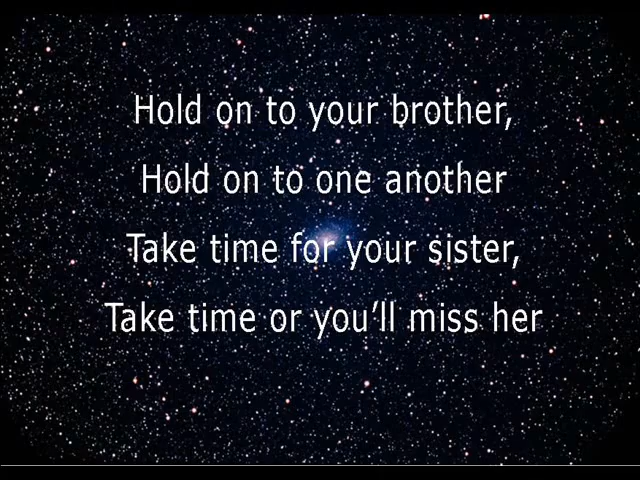 Hold on to your brother,
Hold on to one another
Take time for your sister,
Take time or you’ll miss her